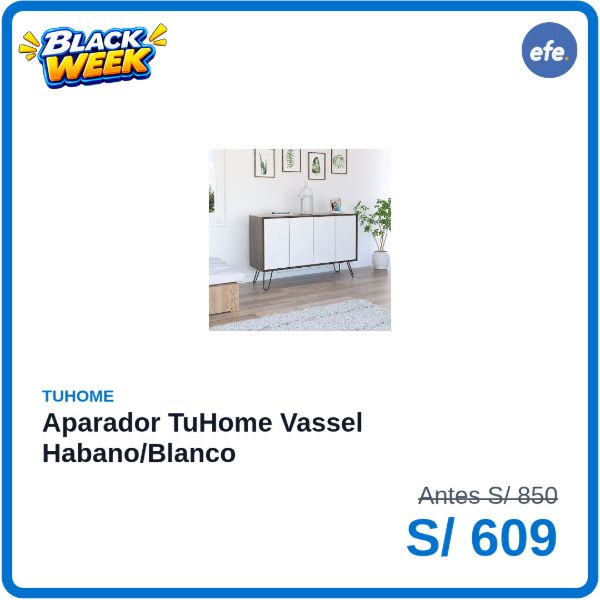 BLACK
WEEK
efe.
TUHOME
Aparador TuHome Vassel
Habano/Blanco
Antes S/ 850
S/ 609